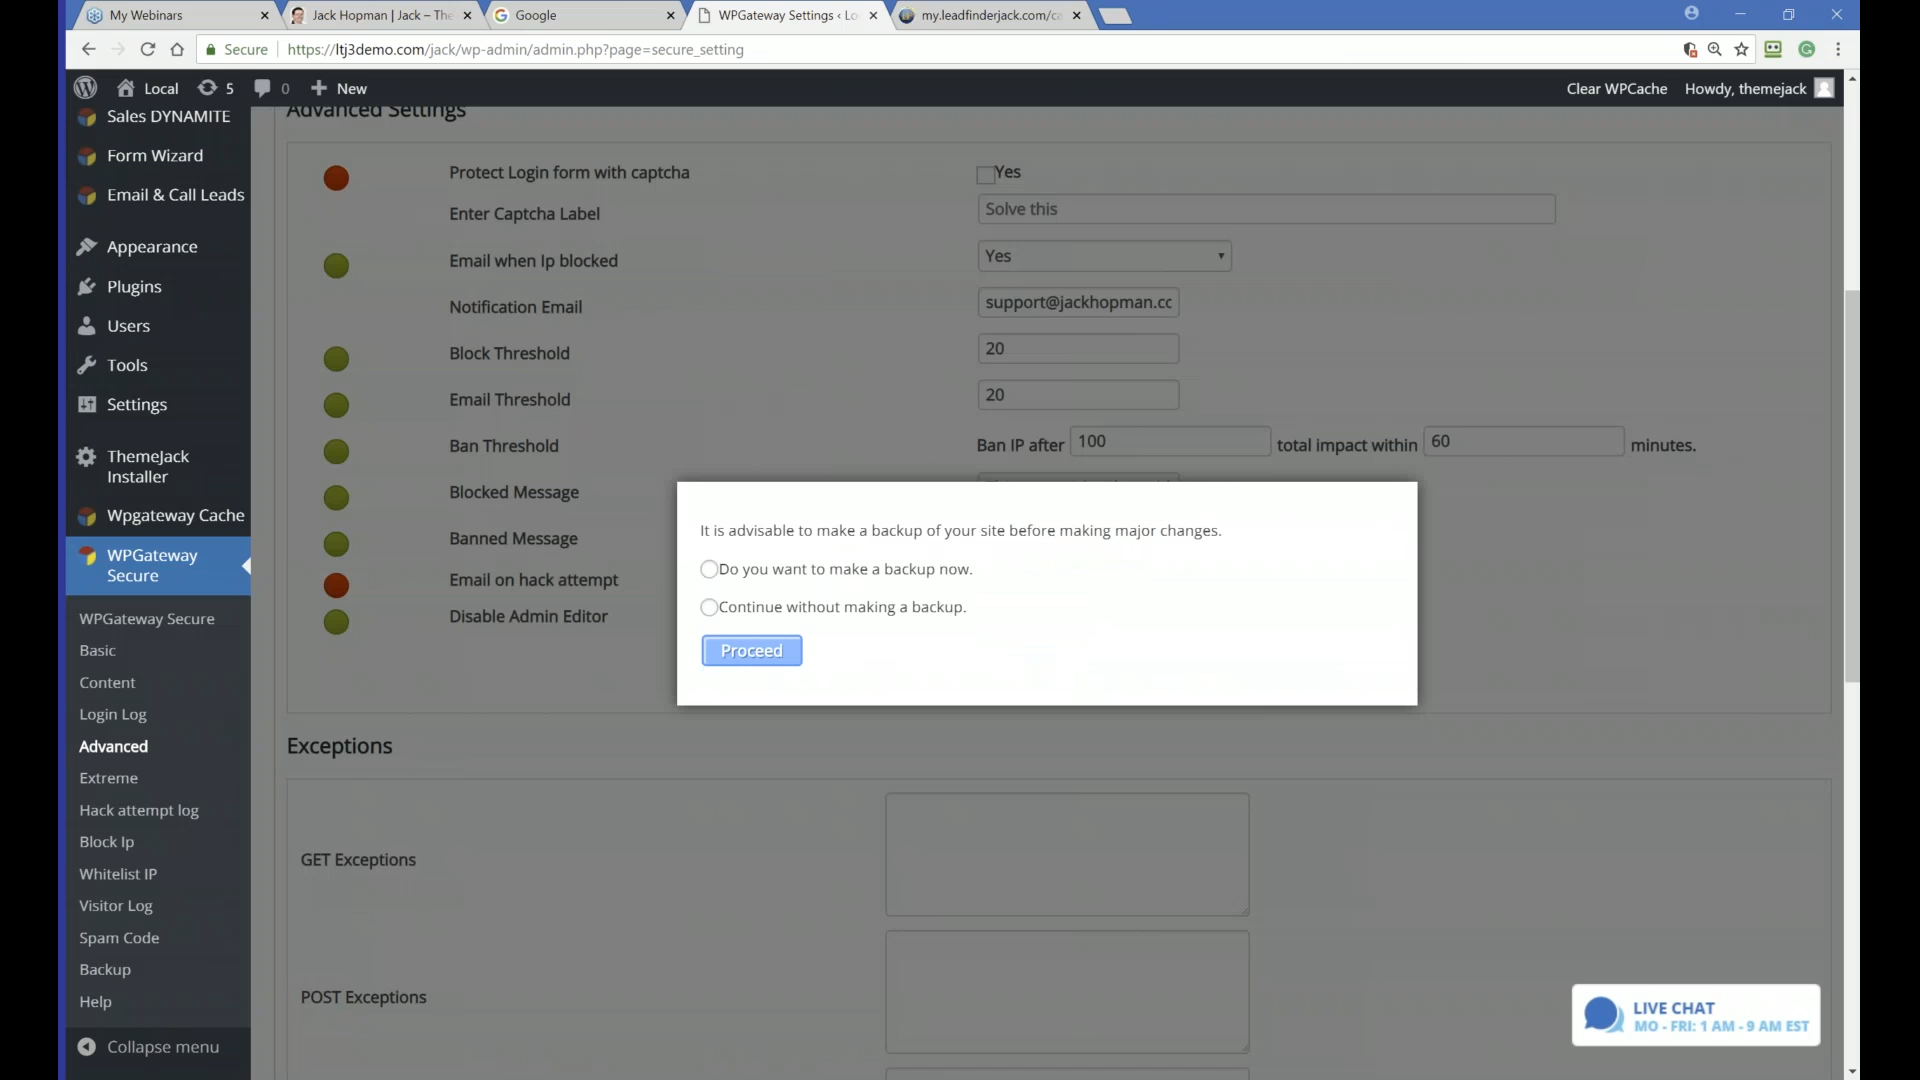 My Webinars
Jack Hopman | Jack – The
Google
WPGateway Settings ‹ Lo
my.leadfinderjack.com/ca
Secure
https://ltj3demo.com/jack/wp-admin/admin.php?page=secure_setting
Local
5
0
New
Clear WPCache
Howdy, themejack
Sales DYNAMITE
Form Wizard
Email & Call Leads
Appearance
Plugins
Users
Tools
Settings
ThemeJack
Installer
Wpgateway Cache
WPGateway
Secure
WPGateway Secure
Basic
Content
Login Log
Advanced
Extreme
Hack attempt log
Block Ip
Whitelist IP
Visitor Log
Spam Code
Backup
Help
Collapse menu
Advanced Settings
Protect Login form with captcha
Yes
Enter Captcha Label
Solve this
Email when Ip blocked
Yes
Notification Email
support@jackhopman.cc
Block Threshold
20
Email Threshold
20
Ban Threshold
Ban IP after 100 total impact within 60 minutes.
Blocked Message
Banned Message
Email on hack attempt
Disable Admin Editor
It is advisable to make a backup of your site before making major changes.
Do you want to make a backup now.
Continue without making a backup.
Proceed
Exceptions
GET Exceptions
POST Exceptions
LIVE CHAT
MO - FRI: 1 AM - 9 AM EST